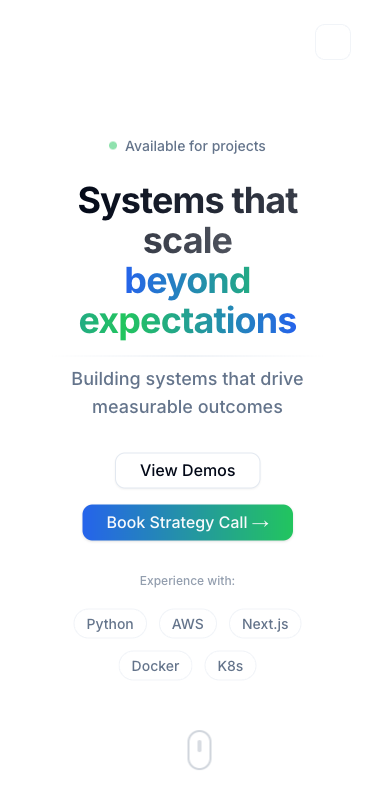 Available for projects
Systems that
scale
beyond
expectations
Building systems that drive
measurable outcomes
View Demos
Book Strategy Call →
Experience with:
Python AWS Next.js
Docker K8s